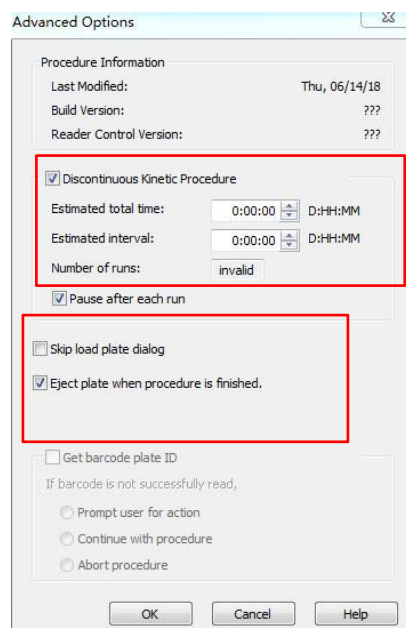 Advanced Options
Procedure Information
Last Modified: Thu, 06/14/18
Build Version: ???
Reader Control Version: ???
Discontinuous Kinetic Procedure
Estimated total time: 0:00:00 D:HH:MM
Estimated interval: 0:00:00 D:HH:MM
Number of runs: invalid
Pause after each run
Skip load plate dialog
Eject plate when procedure is finished.
Get barcode plate ID
If barcode is not successfully read,
Prompt user for action
Continue with procedure
Abort procedure
OK Cancel Help